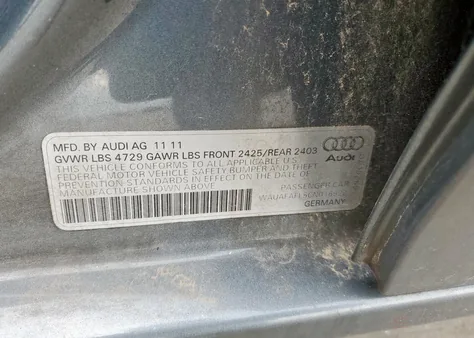 MFD. BY AUDI AG 11 11
GVWR LBS 4729 GAWR LBS FRONT 2425/REAR 2403
THIS VEHICLE CONFORMS TO ALL APPLICABLE U.S.
FEDERAL MOTOR VEHICLE SAFETY BUMPER AND THEFT
PREVENTION STANDARDS IN EFFECT ON THE DATE OF
MANUFACTURE SHOWN ABOVE
Audi
PASSENGER CAR
GERMANY